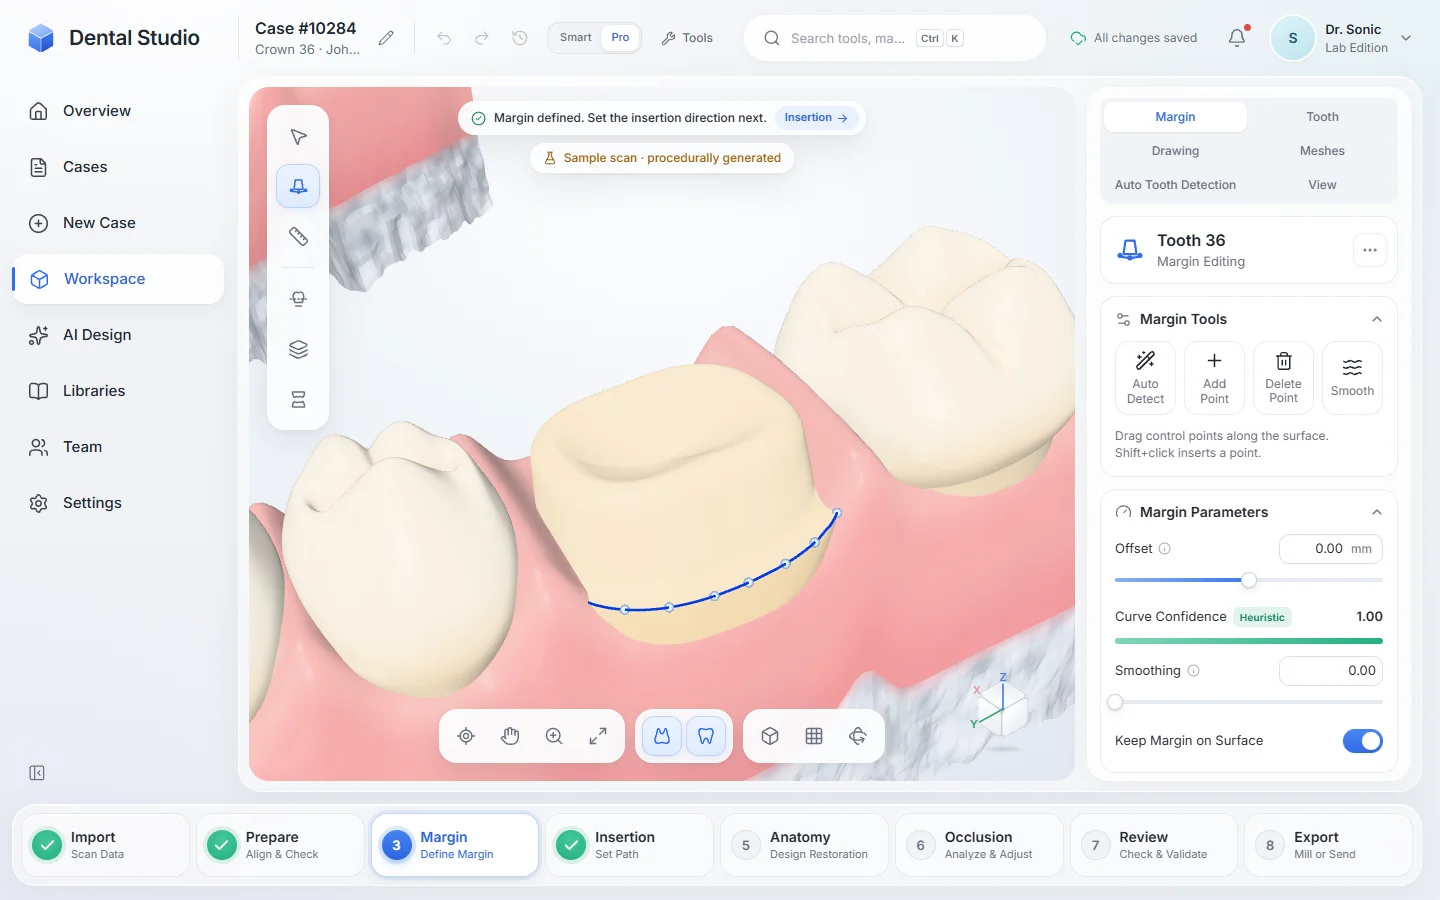 Dental Studio
Case #10284
Crown 36 · Joh...
Smart
Pro
Tools
Search tools, ma...
Ctrl
K
All changes saved
S
Dr. Sonic
Lab Edition
Overview
Cases
New Case
Workspace
AI Design
Libraries
Team
Settings
Margin defined. Set the insertion direction next.
Insertion →
Sample scan · procedurally generated
X
Z
Y
Margin
Tooth
Drawing
Meshes
Auto Tooth Detection
View
Tooth 36
Margin Editing
Margin Tools
Auto
Detect
Add
Point
Delete
Point
Smooth
Drag control points along the surface.
Shift+click inserts a point.
Margin Parameters
Offset
0.00 mm
Curve Confidence
Heuristic
1.00
Smoothing
0.00
Keep Margin on Surface
Import
Scan Data
Prepare
Align & Check
3
Margin
Define Margin
Insertion
Set Path
5
Anatomy
Design Restoration
6
Occlusion
Analyze & Adjust
7
Review
Check & Validate
8
Export
Mill or Send